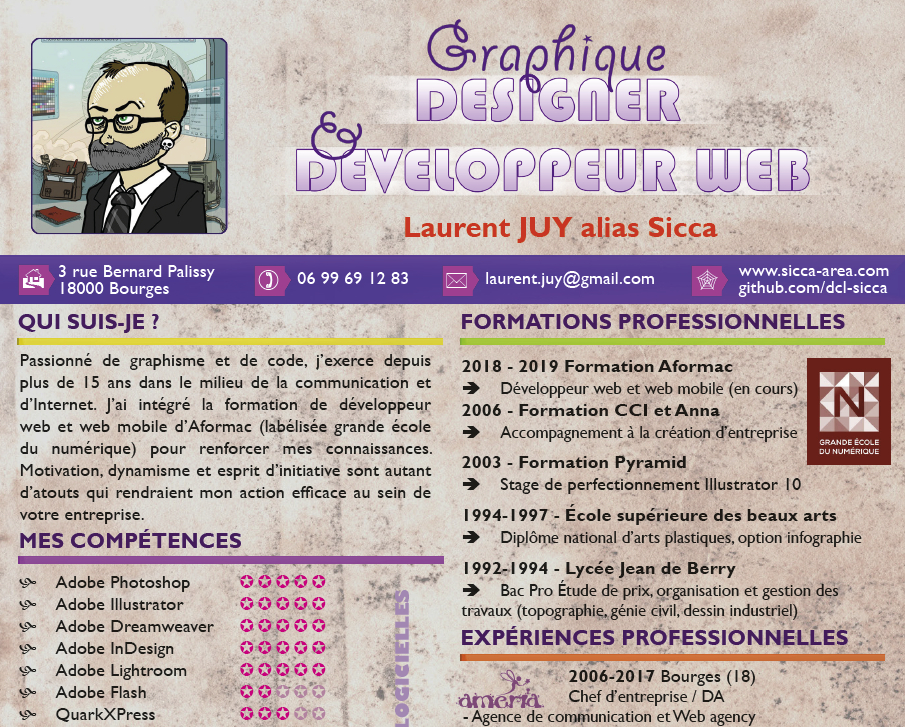 Graphique
DESIGNER
&
DÉVELOPPEUR WEB
Laurent JUY alias Sicca
3 rue Bernard Palissy
18000 Bourges
06 99 69 12 83
laurent.juy@gmail.com
www.sicca-area.com
github.com/dcl-sicca
QUI SUIS-JE ?
Passionné de graphisme et de code, j’exerce depuis
plus de 15 ans dans le milieu de la communication et
d’Internet. J’ai intégré la formation de développeur
web et web mobile d’Aformac (labélisée grande école
du numérique) pour renforcer mes connaissances.
Motivation, dynamisme et esprit d’initiative sont autant
d’atouts qui rendraient mon action efficace au sein de
votre entreprise.
MES COMPÉTENCES
Adobe Photoshop
Adobe Illustrator
Adobe Dreamweaver
Adobe InDesign
Adobe Lightroom
Adobe Flash
QuarkXPress
LOGICIELLES
FORMATIONS PROFESSIONNELLES
2018 - 2019 Formation Aformac
➔ Développeur web et web mobile (en cours)
2006 - Formation CCI et Anna
➔ Accompagnement à la création d’entreprise
2003 - Formation Pyramid
➔ Stage de perfectionnement Illustrator 10
1994-1997 - École supérieure des beaux arts
➔ Diplôme national d’arts plastiques, option infographie
1992-1994 - Lycée Jean de Berry
➔ Bac Pro Étude de prix, organisation et gestion des
travaux (topographie, génie civil, dessin industriel)
N
GRANDE ÉCOLE
DU NUMÉRIQUE
EXPÉRIENCES PROFESSIONNELLES
ameria
2006-2017 Bourges (18)
Chef d’entreprise / DA
- Agence de communication et Web agency